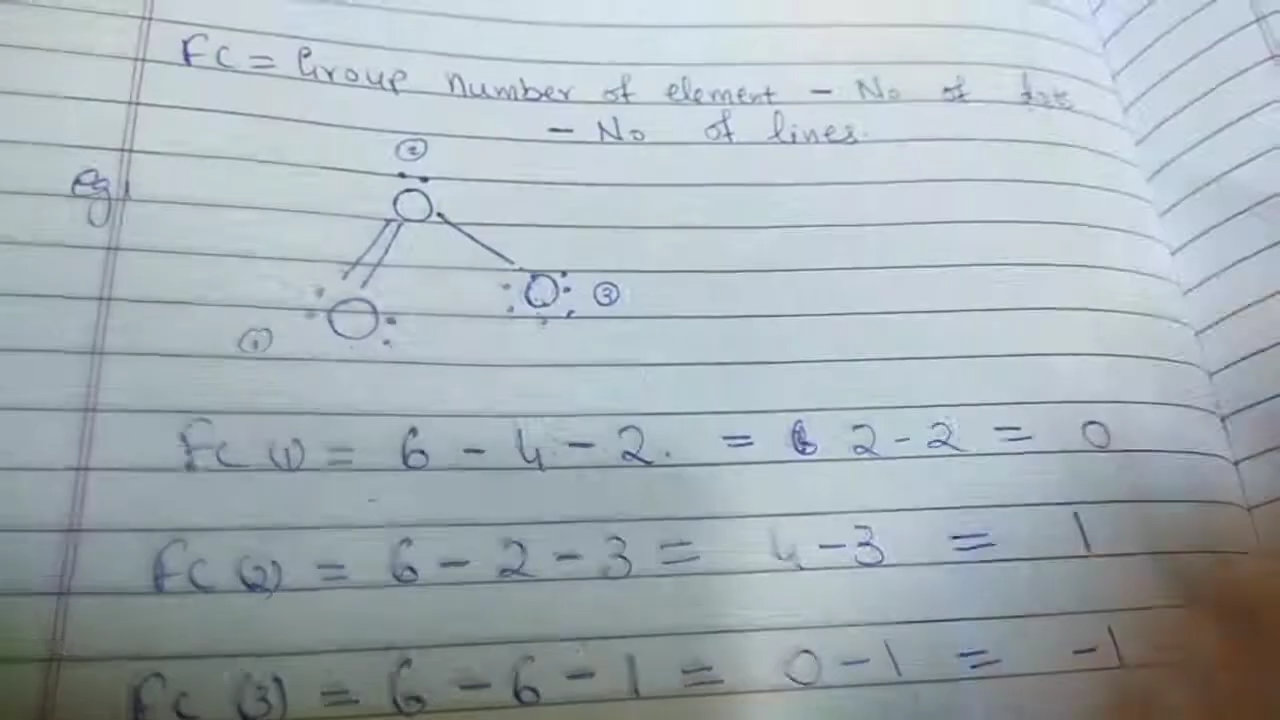 FC = Group number of element - No of dots
- No of lines.
②
eg
O
O
O
③
①
FC (1) = 6 - 4 - 2. = 2 - 2 = 0
FC (2) = 6 - 2 - 3 = 4 - 3 = 1
FC (3) = 6 - 6 - 1 = 0 - 1 = -1